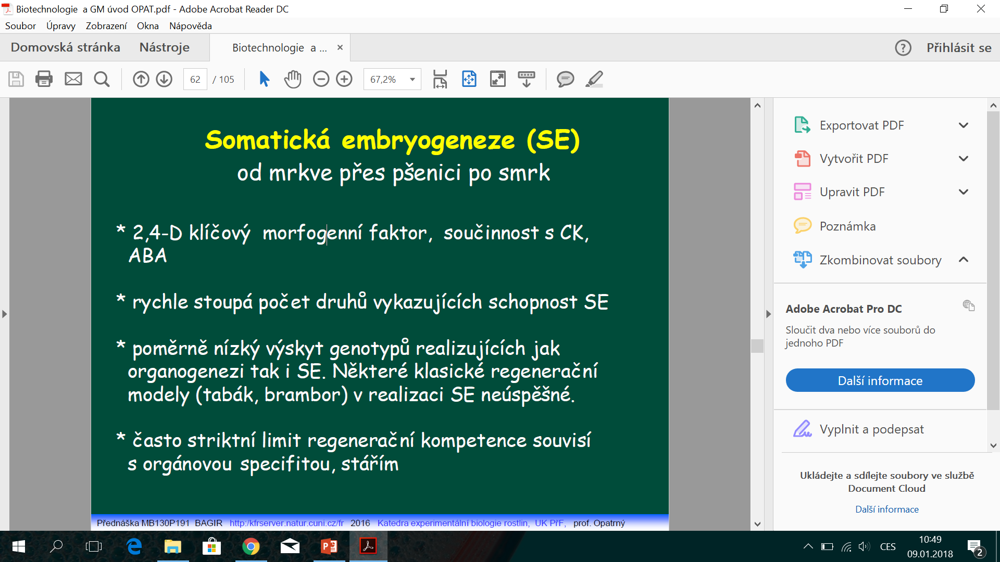 Biotechnologie  a GM úvod OPAT.pdf - Adobe Acrobat Reader DC
Soubor Úpravy Zobrazení Okna Nápověda
Domovská stránka Nástroje Biotechnologie  a ... Přihlásit se
62 / 105 67,2%
Somatická embryogeneze (SE)
od mrkve přes pšenici po smrk
* 2,4-D klíčový  morfogenní faktor,  součinnost s CK,
ABA
* rychle stoupá počet druhů vykazujících schopnost SE
* poměrně nízký výskyt genotypů realizujících jak
organogenezi tak i SE. Některé klasické regenerační
modely (tabák, brambor) v realizaci SE neúspěšné.
* často striktní limit regenerační kompetence souvisí
s orgánovou specifitou, stářím
Přednáška MB130P191  BAGIR   http:/kfrserver.natur.cuni.cz/fr   2016   Katedra experimentální biologie rostlin,  UK PřF,   prof. Opatrný
Exportovat PDF
Vytvořit PDF
Upravit PDF
Poznámka
Zkombinovat soubory
Adobe Acrobat Pro DC
Sloučit dva nebo více souborů do
jednoho PDF
Další informace
Vyplnit a podepsat
Ukládejte a sdílejte soubory ve službě
Document Cloud
Další informace
CES
10:49
09.01.2018
2